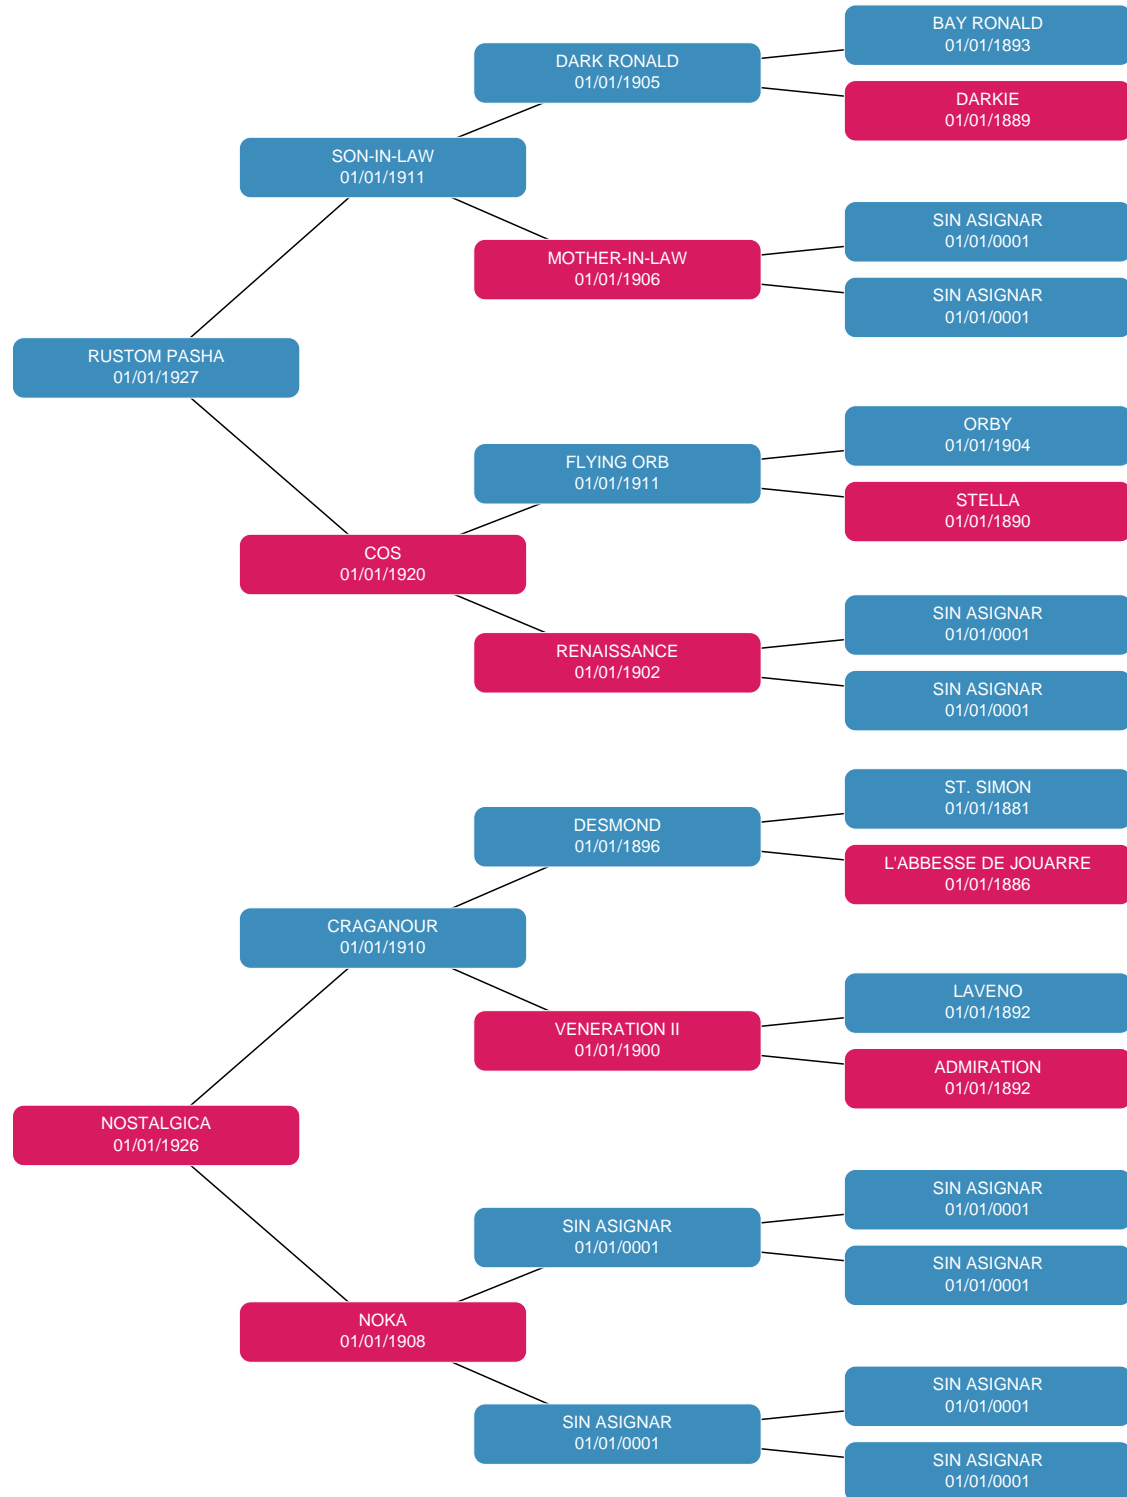 BAY RONALD
01/01/1893
DARK RONALD
01/01/1905
DARKIE
01/01/1889
SON-IN-LAW
01/01/1911
SIN ASIGNAR
01/01/0001
MOTHER-IN-LAW
01/01/1906
SIN ASIGNAR
01/01/0001
RUSTOM PASHA
01/01/1927
ORBY
01/01/1904
FLYING ORB
01/01/1911
STELLA
01/01/1890
COS
01/01/1920
SIN ASIGNAR
01/01/0001
RENAISSANCE
01/01/1902
SIN ASIGNAR
01/01/0001
ST. SIMON
01/01/1881
DESMOND
01/01/1896
L'ABBESSE DE JOUARRE
01/01/1886
CRAGANOUR
01/01/1910
LAVENO
01/01/1892
VENERATION II
01/01/1900
ADMIRATION
01/01/1892
NOSTALGICA
01/01/1926
SIN ASIGNAR
01/01/0001
SIN ASIGNAR
01/01/0001
SIN ASIGNAR
01/01/0001
NOKA
01/01/1908
SIN ASIGNAR
01/01/0001
SIN ASIGNAR
01/01/0001
SIN ASIGNAR
01/01/0001